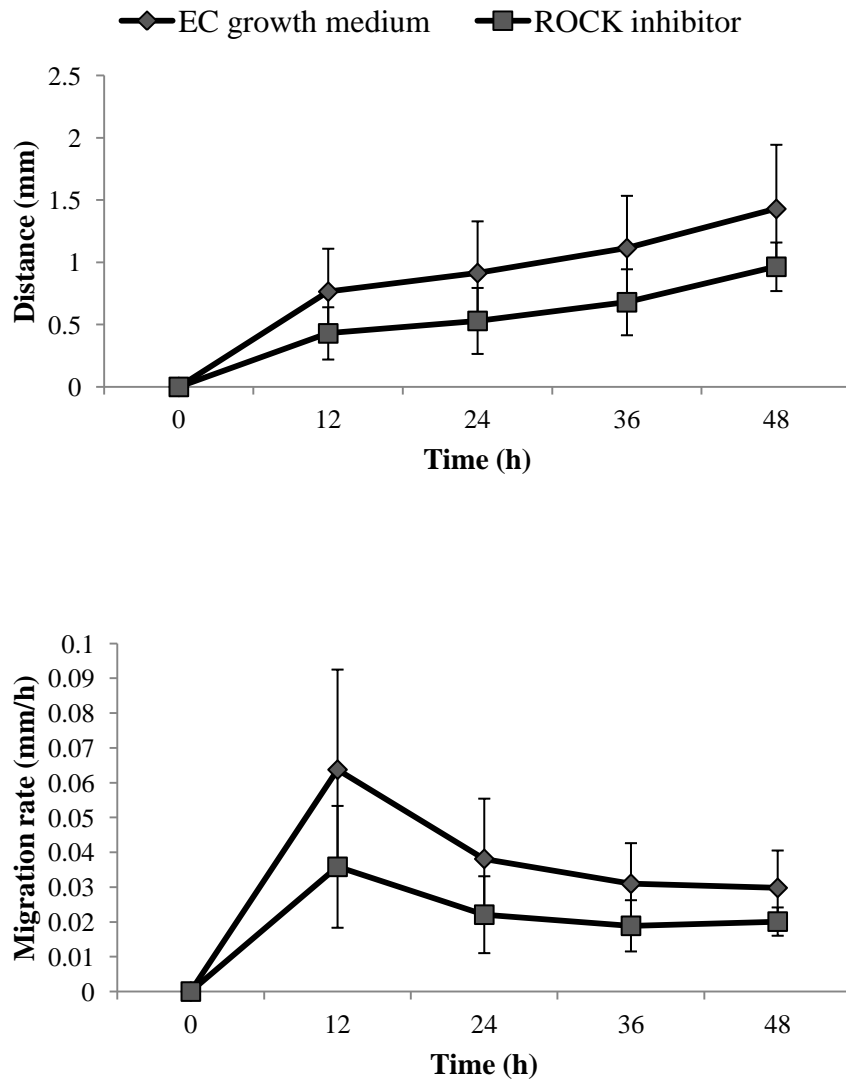 EC growth medium ROCK inhibitor
2.5
2
1.5
1
0.5
0
Distance (mm)
0 12 24 36 48
Time (h)
0.1
0.09
0.08
0.07
0.06
0.05
0.04
0.03
0.02
0.01
0
Migration rate (mm/h)
0 12 24 36 48
Time (h)